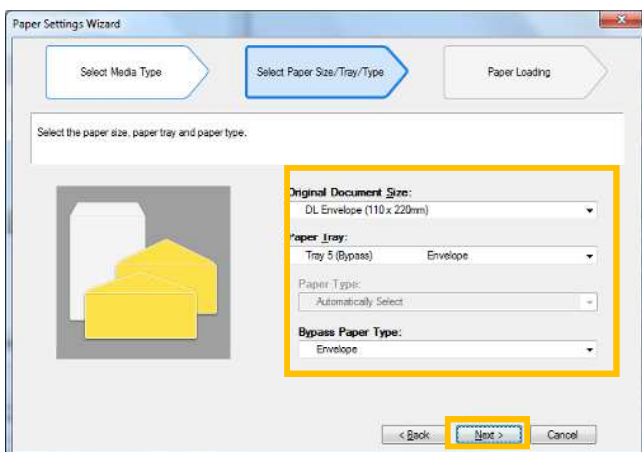 Paper Settings Wizard
Select Media Type Select Paper Size/Tray/Type Paper Loading
Select the paper size, paper tray and paper type.
Original Document Size:
DL Envelope (110 x 220mm)
Paper Tray:
Tray 5 (Bypass) Envelope
Paper Type:
Automatically Select
Bypass Paper Type:
Envelope
< Back Next > Cancel